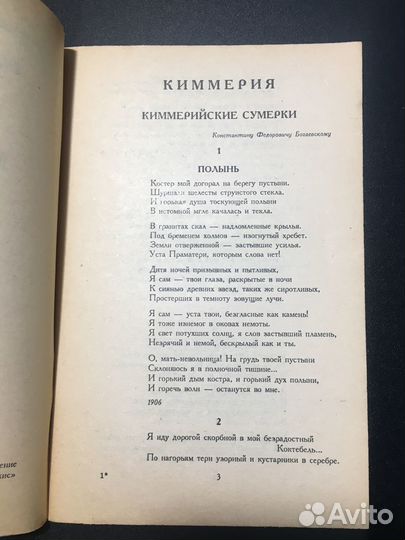 КИММЕРИЯ
КИММЕРИЙСКИЕ СУМЕРКИ
Константину Федоровичу Богаевскому
1
ПОЛЫНЬ
Костер мой догорал на берегу пустыни.
Шуршали шелесты струистого стекла.
И горькая душа тоскующей полыни
В истомной мгле качалась и текла.
В гранитах скал — надломленные крылья.
Под бременем холмов — изогнутый хребет.
Земли отверженной — застывшие усилья.
Уста Праматери, которым слова нет!
Дитя ночей призывных и пытливых,
Я сам — твои глаза, раскрытые в ночи
К сиянью древних звезд, таких же сиротливых,
Простерших в темноту зовущие лучи.
Я сам — уста твои, безгласные как камень!
Я тоже изнемог в оковах немоты.
Я свет потухших солнц, я слов застывший пламень,
Незрячий и немой, бескрылый как и ты.
О, мать-невольница! На грудь твоей пустыни
Склоняюсь я в полночной тишине...
И горький дым костра, и горький дух полыни,
И горечь волн — останутся во мне.
1906
2
Я иду дорогой скорбной в мой безрадостный
Коктебель...
По нагорьям терн узорный и кустарники в серебре.
1*
3
ение
кис»
Avito